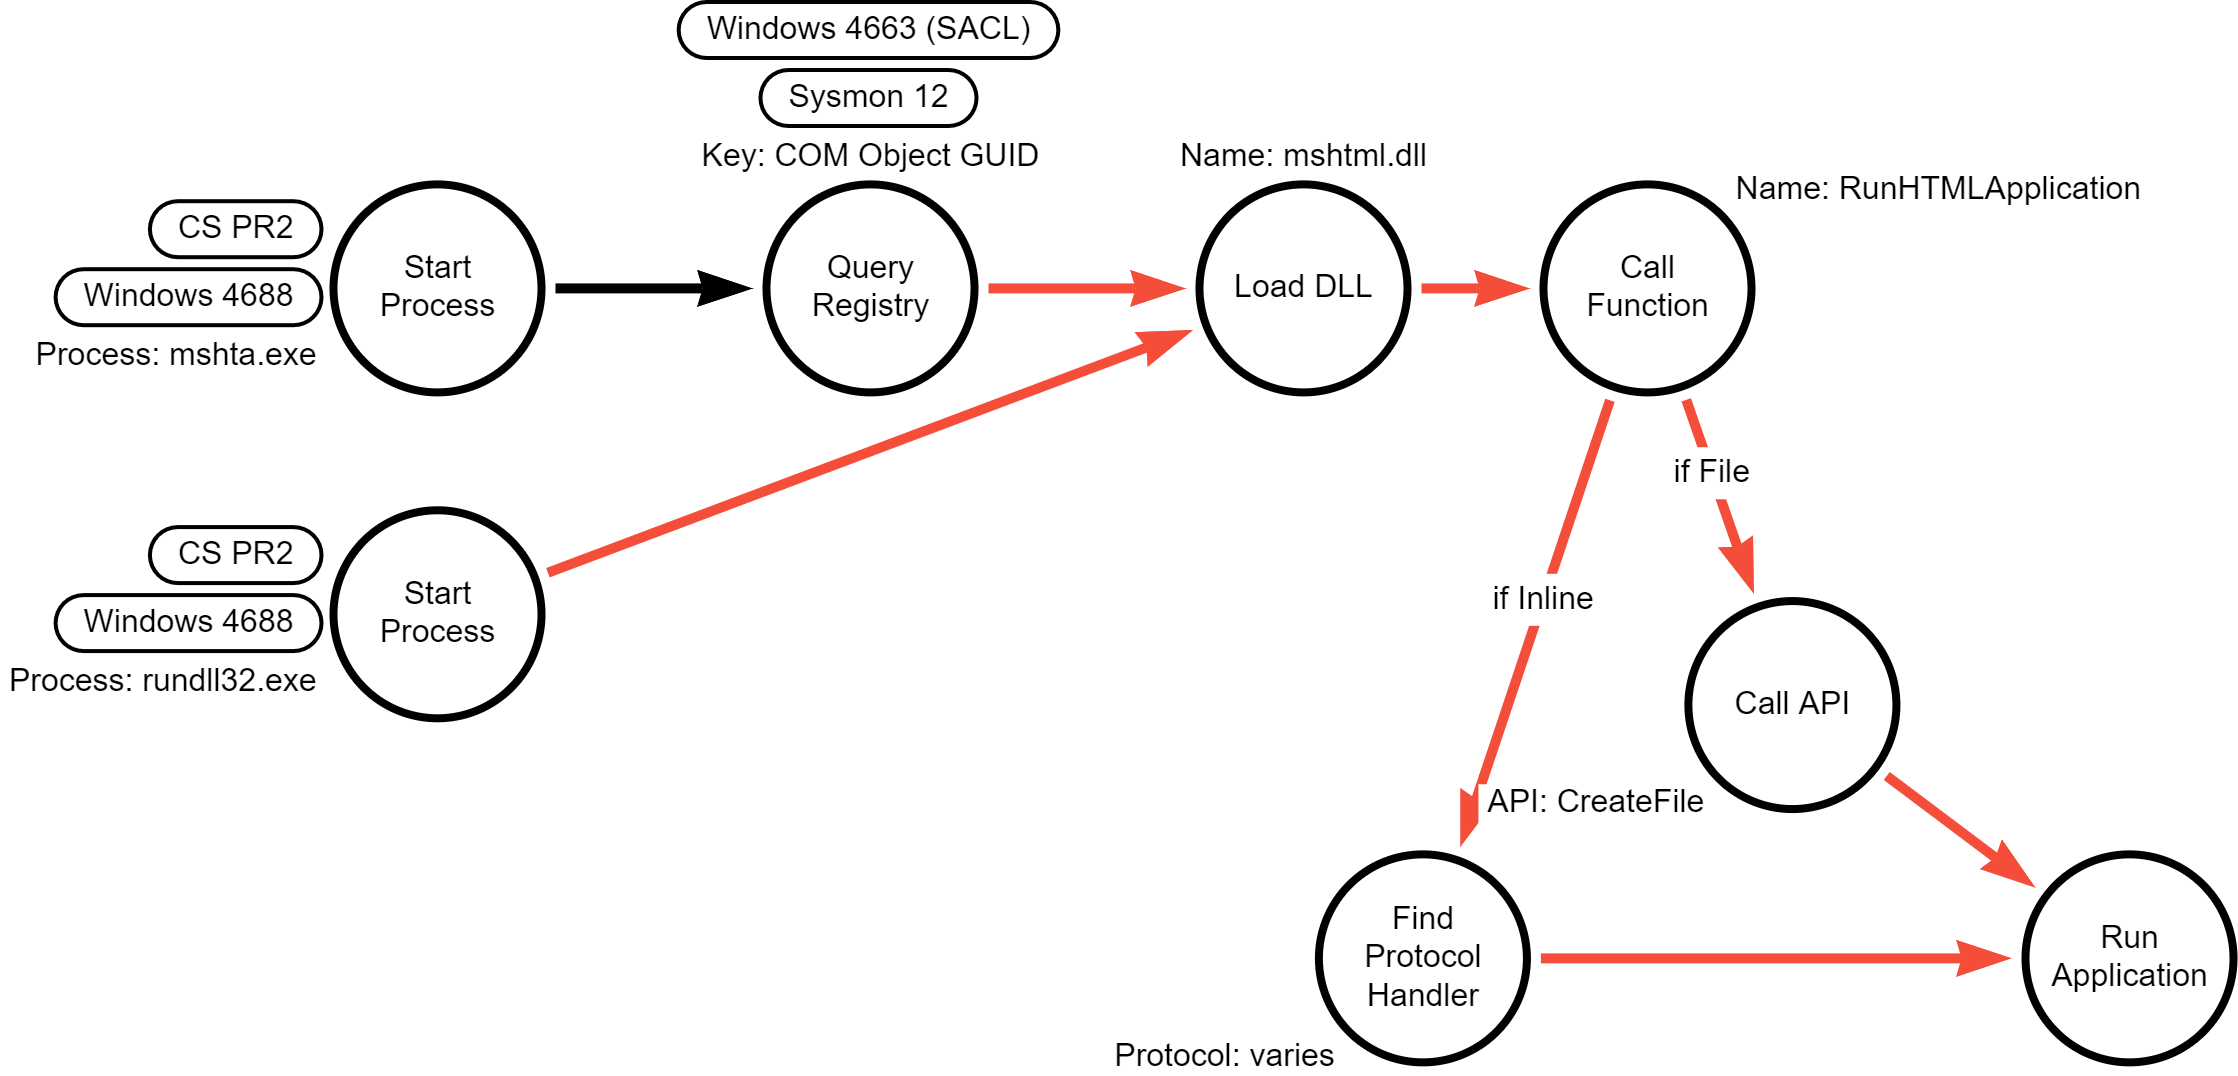 Windows 4663 (SACL)
Sysmon 12
Key: COM Object GUID
Name: mshtml.dll
Name: RunHTMLApplication
CS PR2
Windows 4688
Process: mshta.exe
Start
Process
Query
Registry
Load DLL
Call
Function
if File
if Inline
CS PR2
Windows 4688
Process: rundll32.exe
Start
Process
Call API
API: CreateFile
Find
Protocol
Handler
Protocol: varies
Run
Application